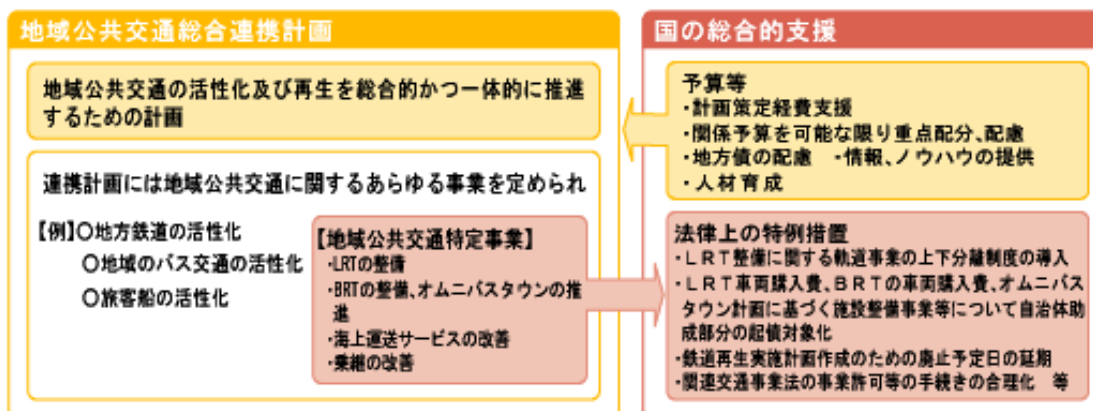 地域公共交通総合連携計画
地域公共交通の活性化及び再生を総合的かつ一体的に推進
するための計画
連携計画には地域公共交通に関するあらゆる事業を定められ
【例】〇地方鉄道の活性化
〇地域のバス交通の活性化
〇旅客船の活性化
【地域公共交通特定事業】
・LRTの整備
・BRTの整備、オムニバスタウンの推
進
・海上運送サービスの改善
・乗継の改善
国の総合的支援
予算等
・計画策定経費支援
・関係予算を可能な限り重点配分、配慮
・地方債の配慮　・情報、ノウハウの提供
・人材育成
法律上の特例措置
・ＬＲＴ整備に関する軌道事業の上下分離制度の導入
・ＬＲＴ車両購入費、ＢＲＴの車両購入費、オムニバス
タウン計画に基づく施設整備事業等について自治体助
成部分の起債対象化
・鉄道再生実施計画作成のための廃止予定日の延期
・関連交通事業法の事業許可等の手続きの合理化　等